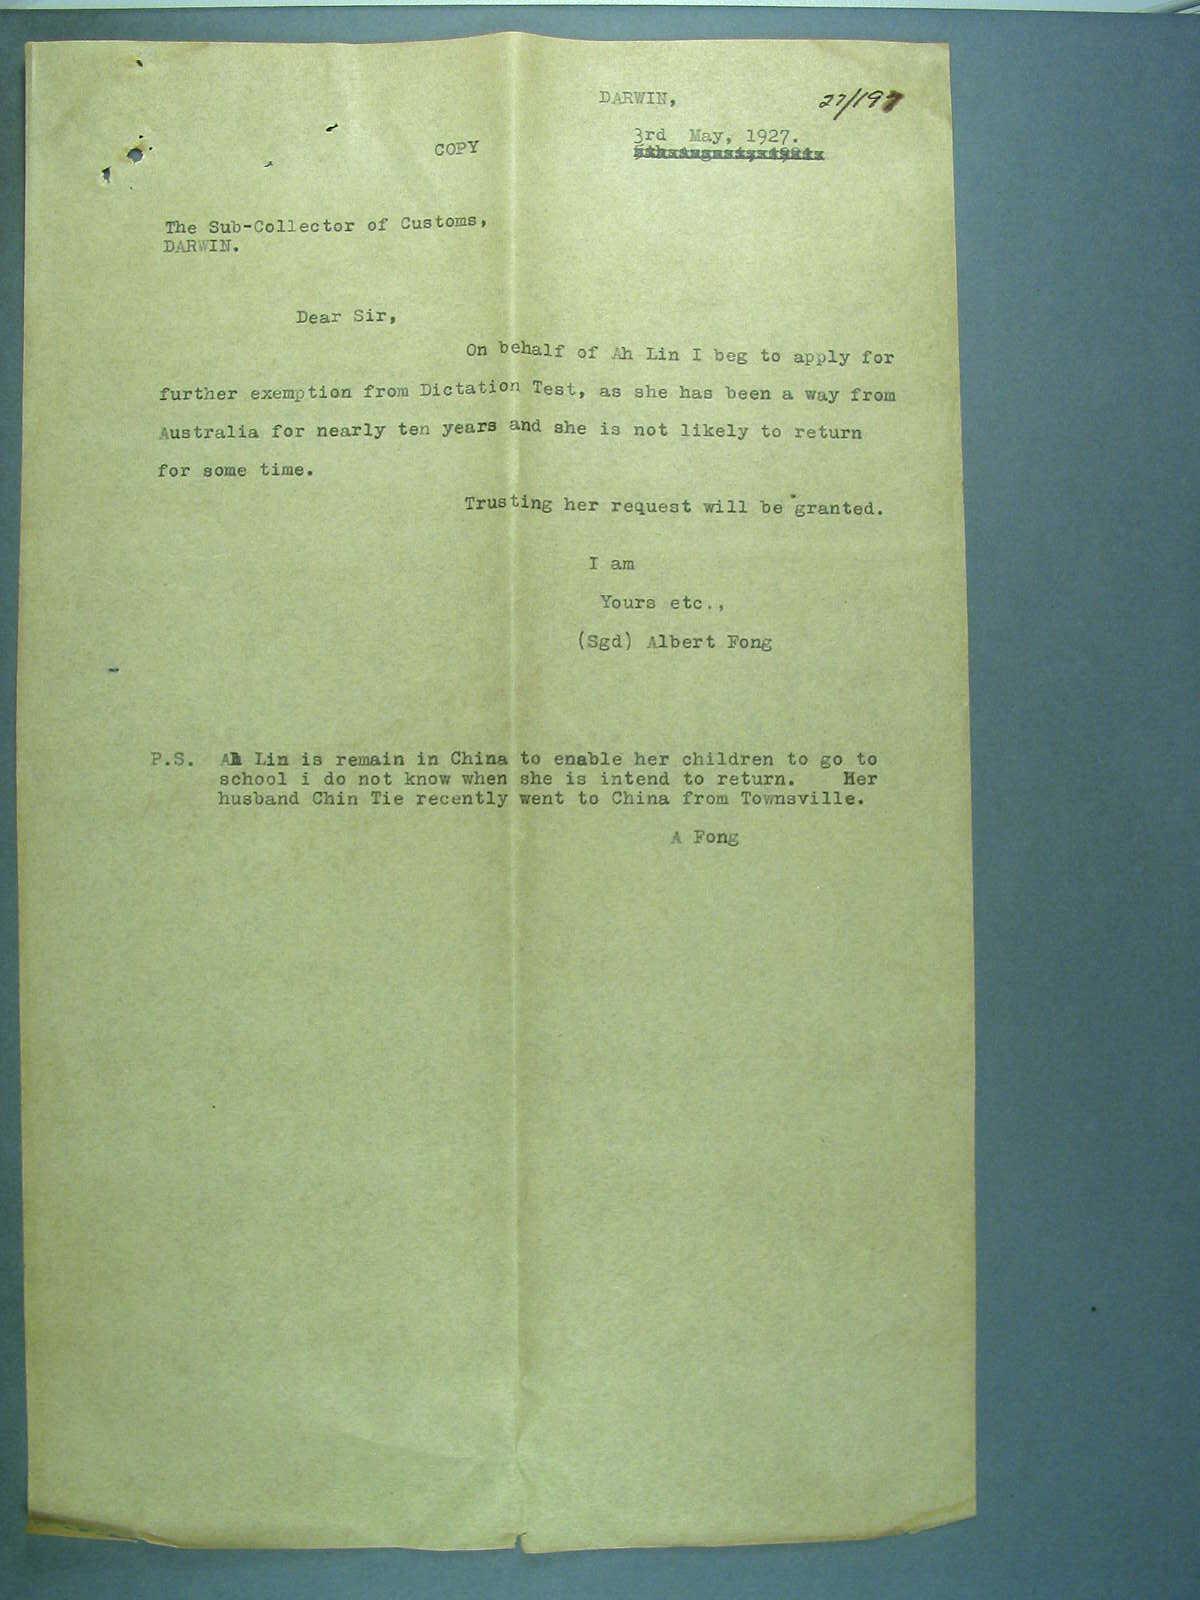 DARWIN,
27/197
3rd May, 1927.
COPY
The Sub-Collector of Customs,
DARWIN.
Dear Sir,
On behalf of Ah Lin I beg to apply for
further exemption from Dictation Test, as she has been a way from
Australia for nearly ten years and she is not likely to return
for some time.
Trusting her request will be granted.
I am
Yours etc.,
(Sgd) Albert Fong
P.S. Ah Lin is remain in China to enable her children to go to
school i do not know when she is intend to return. Her
husband Chin Tie recently went to China from Townsville.
A Fong